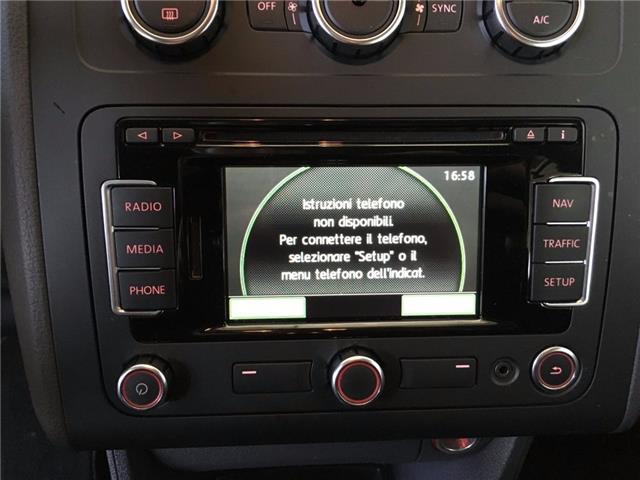 OFF
SYNC
A/C
16:58
Istruzioni telefono
non disponibili.
Per connettere il telefono,
selezionare "Setup" o il
menu telefono dell'indicat.
RADIO
MEDIA
PHONE
NAV
TRAFFIC
SETUP
i